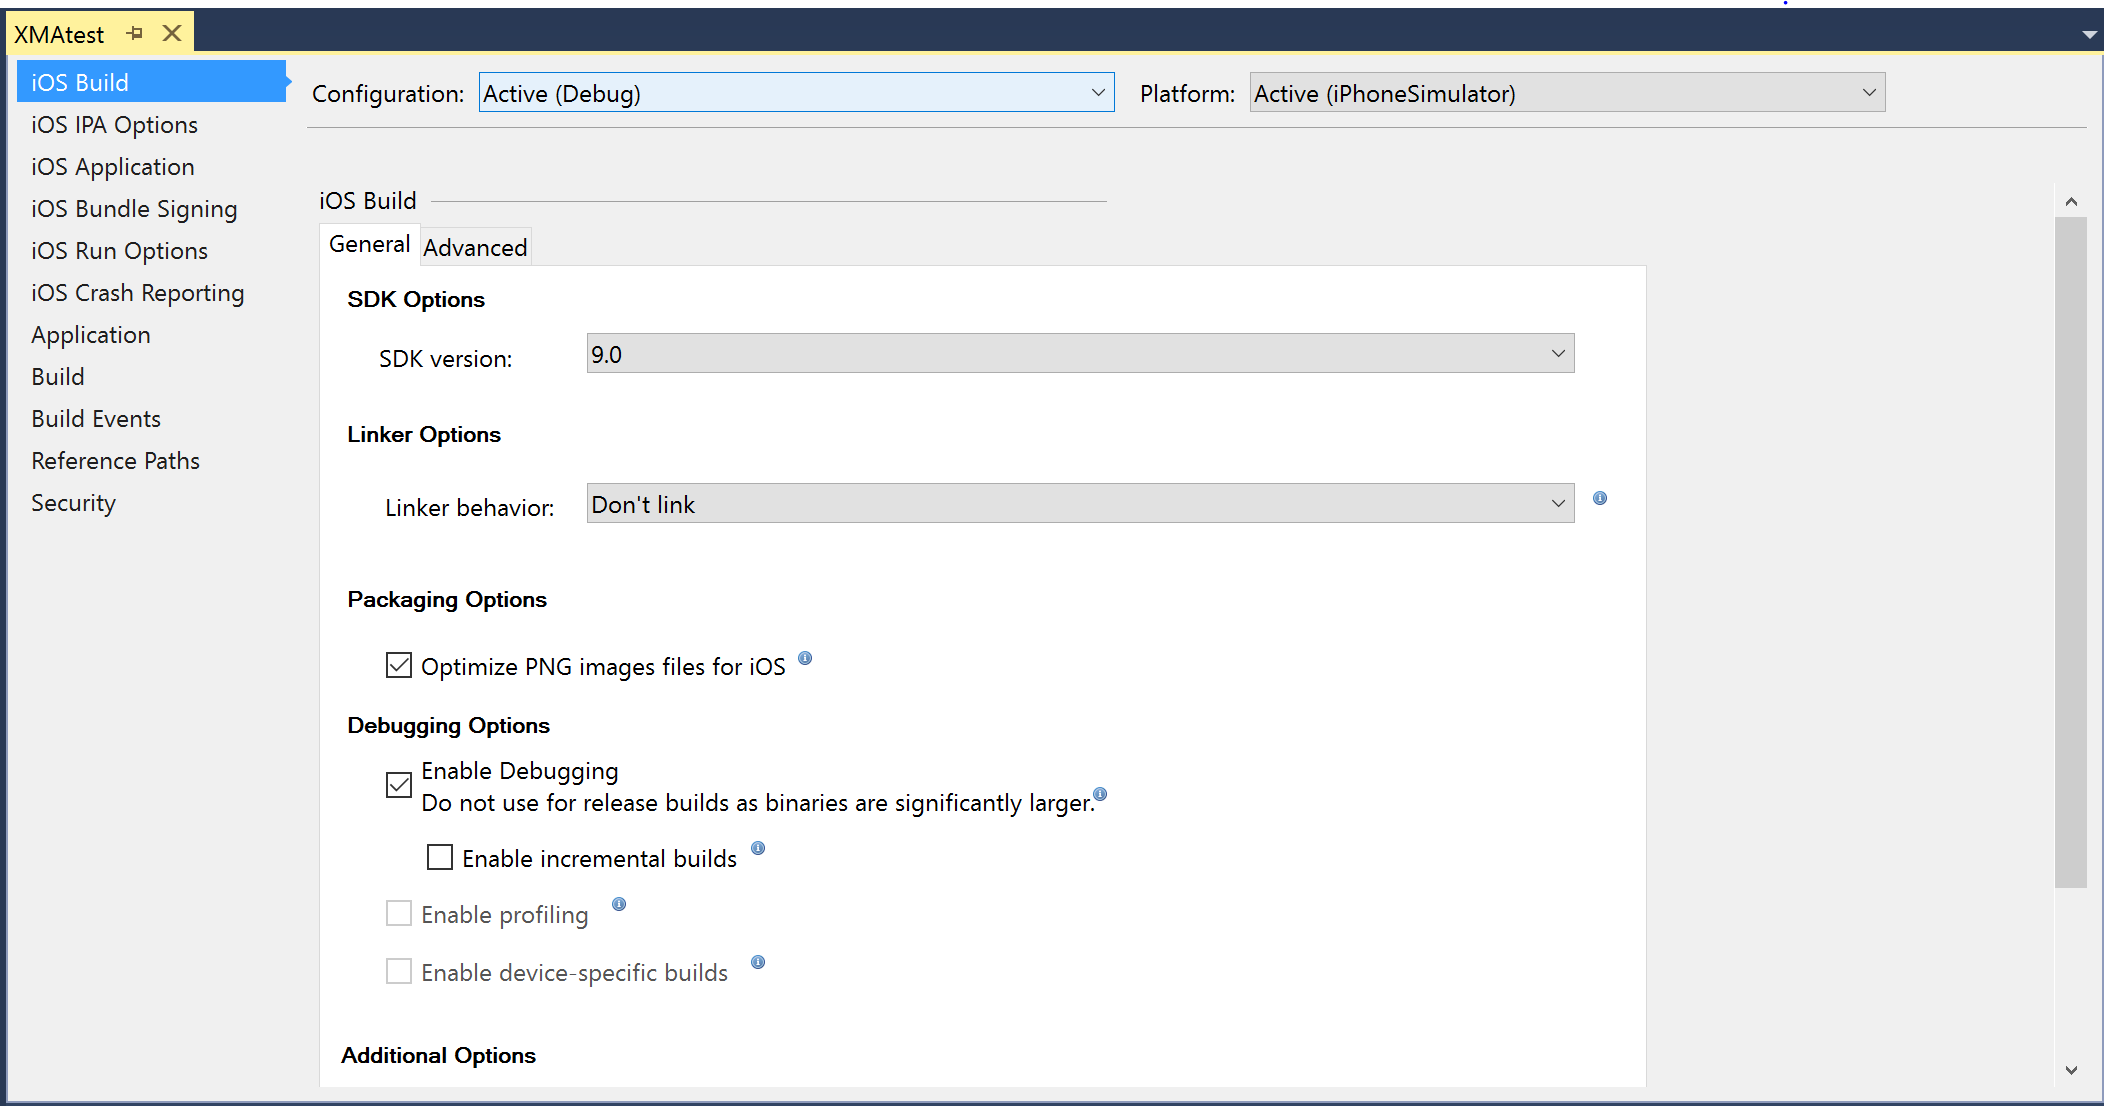 XMAtest
iOS Build
iOS IPA Options
iOS Application
iOS Bundle Signing
iOS Run Options
iOS Crash Reporting
Application
Build
Build Events
Reference Paths
Security
Configuration: Active (Debug) Platform: Active (iPhoneSimulator)
iOS Build
General Advanced
SDK Options
SDK version: 9.0
Linker Options
Linker behavior: Don't link
Packaging Options
Optimize PNG images files for iOS
Debugging Options
Enable Debugging
Do not use for release builds as binaries are significantly larger.
Enable incremental builds
Enable profiling
Enable device-specific builds
Additional Options